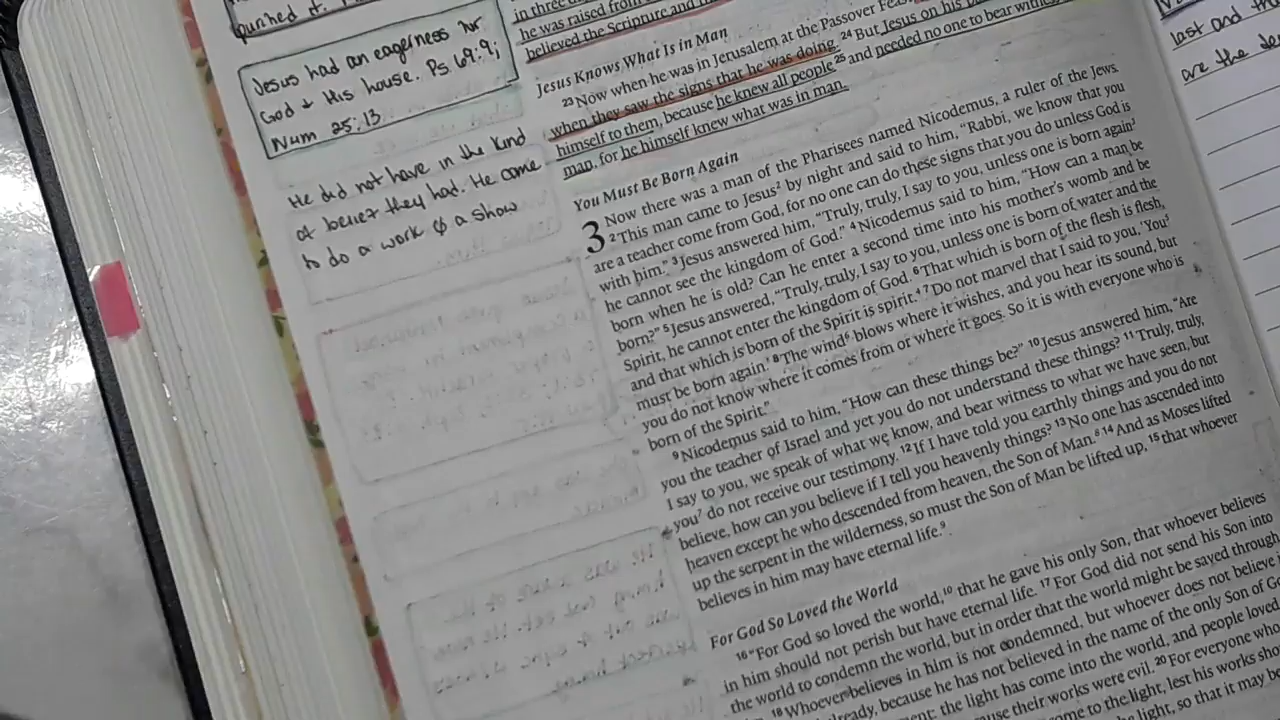 purified it.
Jesus had an eagerness for
God & His house. Ps 69:9;
Num 25:13
He did not have in the kind
of belief they had. He came
to do a work ∅ a show
in three
he was raised from
believed the Scripture and
Jesus Knows What Is in Man
23 Now when he was in Jerusalem at the Passover
when they saw the signs that he was doing. 24 But Jesus on his
himself to them, because he knew all people 25 and needed no one to bear witness
man, for he himself knew what was in man.
You Must Be Born Again
3 Now there was a man of the Pharisees named Nicodemus, a ruler of the Jews.
2 This man came to Jesus2 by night and said to him, “Rabbi, we know that you
are a teacher come from God, for no one can do these signs that you do unless God is
with him.” 3 Jesus answered him, “Truly, truly, I say to you, unless one is born again3
he cannot see the kingdom of God.” 4 Nicodemus said to him, “How can a man be
born when he is old? Can he enter a second time into his mother's womb and be
born?” 5 Jesus answered, “Truly, truly, I say to you, unless one is born of water and the
Spirit, he cannot enter the kingdom of God. 6 That which is born of the flesh is flesh,
and that which is born of the Spirit is spirit.4 7 Do not marvel that I said to you, ‘You5
must be born again.’ 8 The wind6 blows where it wishes, and you hear its sound, but
you do not know where it comes from or where it goes. So it is with everyone who is
born of the Spirit.”
9 Nicodemus said to him, “How can these things be?” 10 Jesus answered him, “Are
you the teacher of Israel and yet you do not understand these things? 11 Truly, truly,
I say to you, we speak of what we know, and bear witness to what we have seen, but
you7 do not receive our testimony. 12 If I have told you earthly things and you do not
believe, how can you believe if I tell you heavenly things? 13 No one has ascended into
heaven except he who descended from heaven, the Son of Man.8 14 And as Moses lifted
up the serpent in the wilderness, so must the Son of Man be lifted up, 15 that whoever
believes in him may have eternal life.9
For God So Loved the World
16 “For God so loved the world,10 that he gave his only Son, that whoever believes
in him should not perish but have eternal life. 17 For God did not send his Son into
the world to condemn the world, but in order that the world might be saved through
18 Whoever believes in him is not condemned, but whoever does not believe
already, because he has not believed in the name of the only Son of
the light has come into the world, and people loved
their works were evil. 20 For everyone who
come to the light, lest his works
light, so that it may be
last and
are the